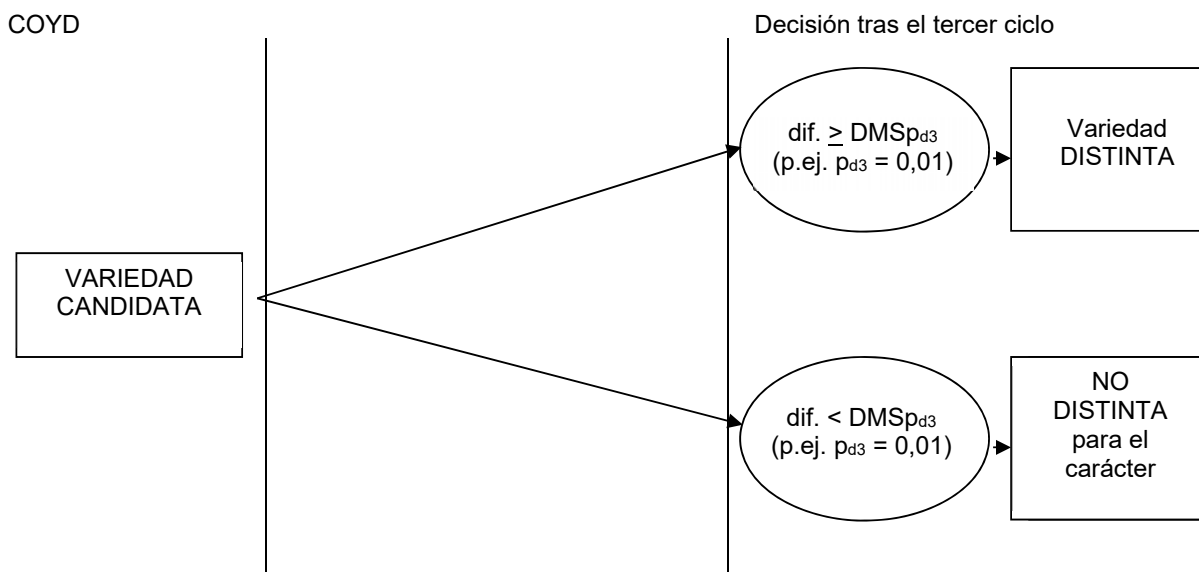 COYD
Decisión tras el tercer ciclo
dif. ≥ DMSpd3
(p.ej. pd3 = 0,01)
Variedad
DISTINTA
VARIEDAD
CANDIDATA
dif. < DMSpd3
(p.ej. pd3 = 0,01)
NO
DISTINTA
para el
carácter